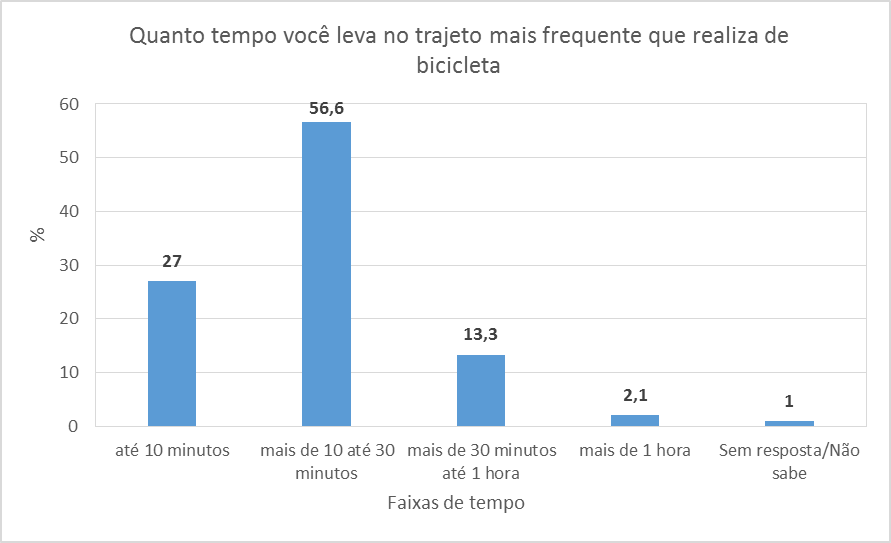 Quanto tempo você leva no trajeto mais frequente que realiza de
bicicleta
60
50
40
30
20
10
0
%
27
56,6
13,3
2,1
1
até 10 minutos
mais de 10 até 30
minutos
mais de 30 minutos
até 1 hora
mais de 1 hora
Sem resposta/Não
sabe
Faixas de tempo